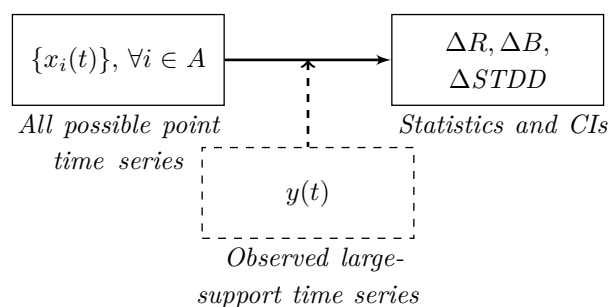 {x_i(t)}, ∀i ∈ A
All possible point
time series
ΔR, ΔB,
ΔSTDD
Statistics and CIs
y(t)
Observed large-
support time series